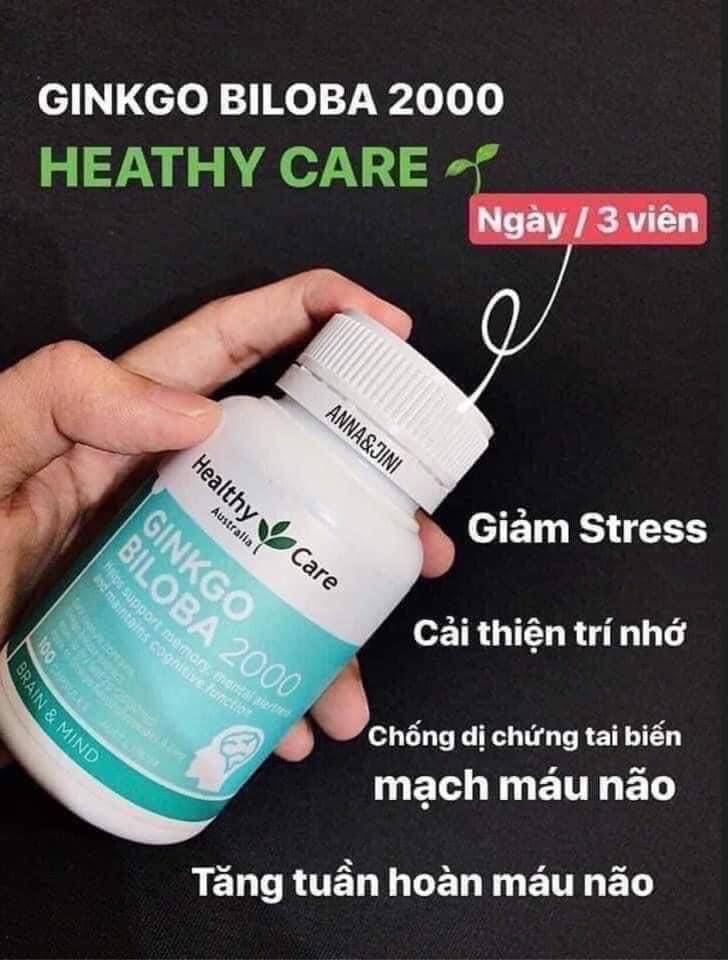 GINKGO BILOBA 2000
HEATHY CARE
Ngày / 3 viên
ANNA&JINI
Healthy Care
Australia
GINKGO
BILOBA 2000
Helps support memory, mental alertness
and maintains cognitive function
100
BRAIN & MIND
Giảm Stress
Cải thiện trí nhớ
Chống dị chứng tai biến
mạch máu não
Tăng tuần hoàn máu não